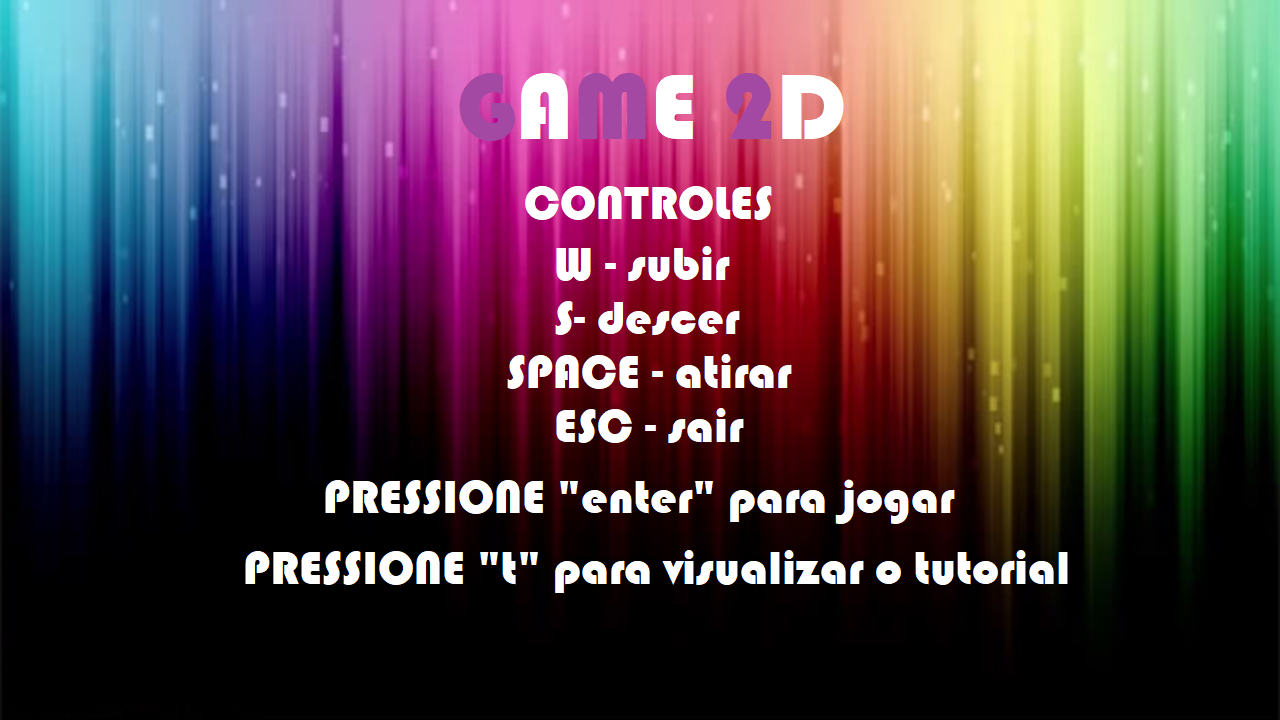 GAME 2D
CONTROLES
W - subir
S- descer
SPACE - atirar
ESC - sair
PRESSIONE "enter" para jogar
PRESSIONE "t" para visualizar o tutorial